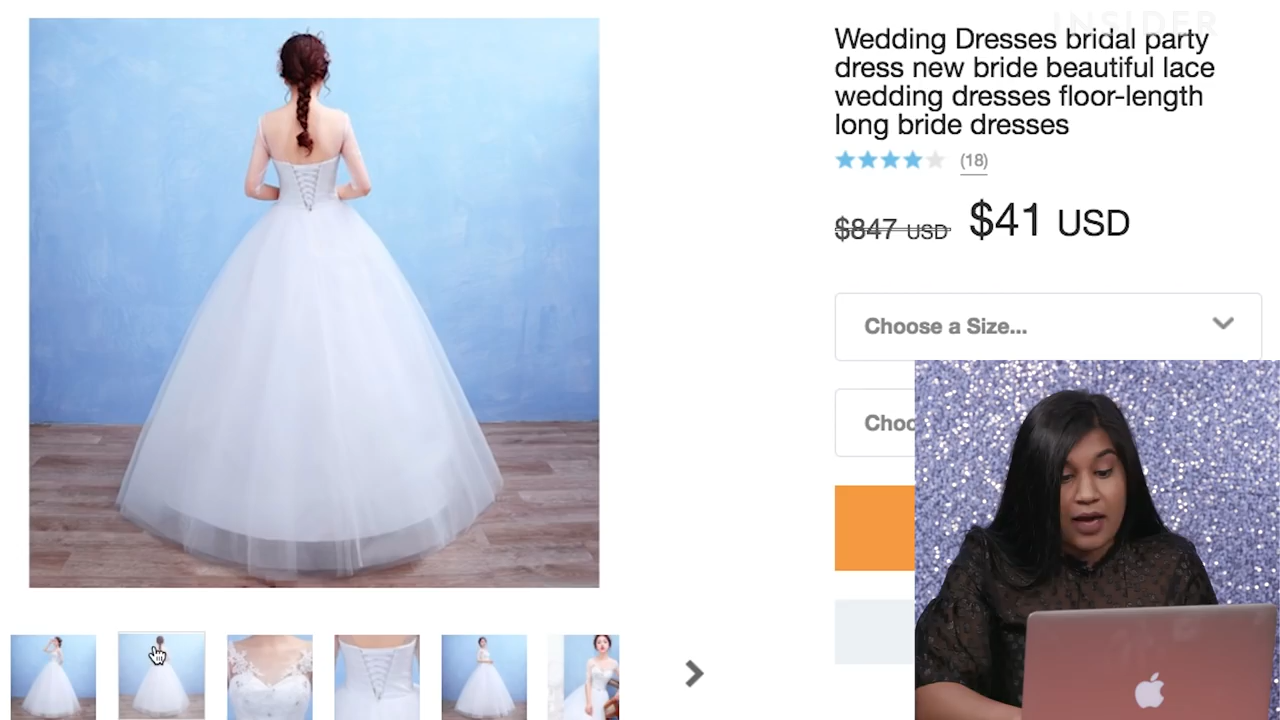 INSIDER
Wedding Dresses bridal party
dress new bride beautiful lace
wedding dresses floor-length
long bride dresses
(18)
$847 USD $41 USD
Choose a Size...
Choo